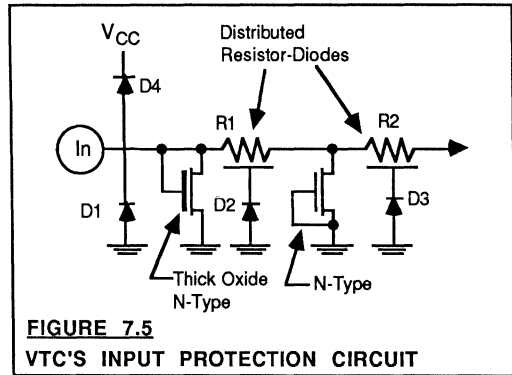 Distributed
Resistor-Diodes
VCC
D4
R1
R2
In
D1
D2
D3
Thick Oxide
N-Type
N-Type
FIGURE 7.5
VTC'S INPUT PROTECTION CIRCUIT